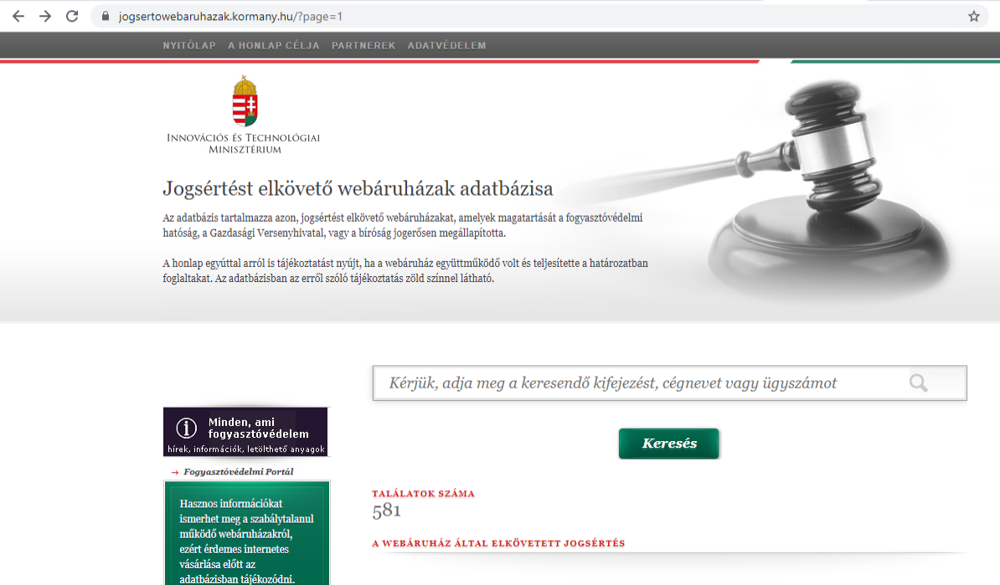 jogsertowebaruhazak.kormany.hu/?page=1
NYITÓLAP A HONLAP CÉLJA PARTNEREK ADATVÉDELEM
INNOVÁCIÓS ÉS TECHNOLÓGIAI
MINISZTÉRIUM
Jogsértést elkövető webáruházak adatbázisa
Az adatbázis tartalmazza azon, jogsértést elkövető webáruházakat, amelyek magatartását a fogyasztóvédelmi
hatóság, a Gazdasági Versenyhivatal, vagy a bíróság jogerősen megállapította.
A honlap egyúttal arról is tájékoztatást nyújt, ha a webáruház együttműködő volt és teljesítette a határozatban
foglaltakat. Az adatbázisban az erről szóló tájékoztatás zöld színnel látható.
Kérjük, adja meg a keresendő kifejezést, cégnevet vagy ügyszámot
Keresés
Minden, ami
fogyasztóvédelem
hírek, információk, letölthető anyagok
→ Fogyasztóvédelmi Portál
Hasznos információkat
ismerhet meg a szabálytalanul
működő webáruházakról,
ezért érdemes internetes
vásárlása előtt az
adatbázisban tájékozódni.
TALÁLATOK SZÁMA
581
A WEBÁRUHÁZ ÁLTAL ELKÖVETETT JOGSÉRTÉS